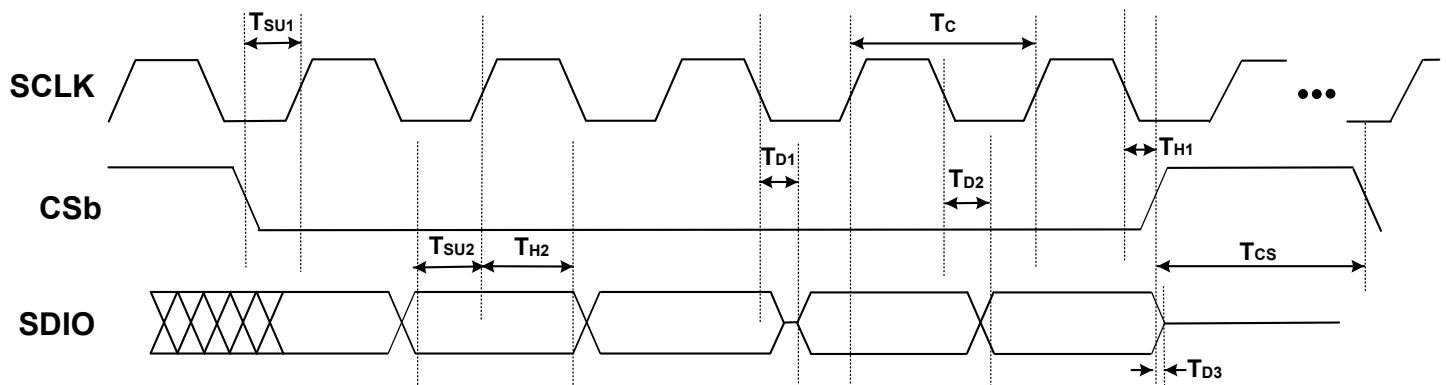 TSU1
TC
SCLK
•••
TD1
TH1
TD2
CSb
TSU2
TH2
TCS
SDIO
TD3